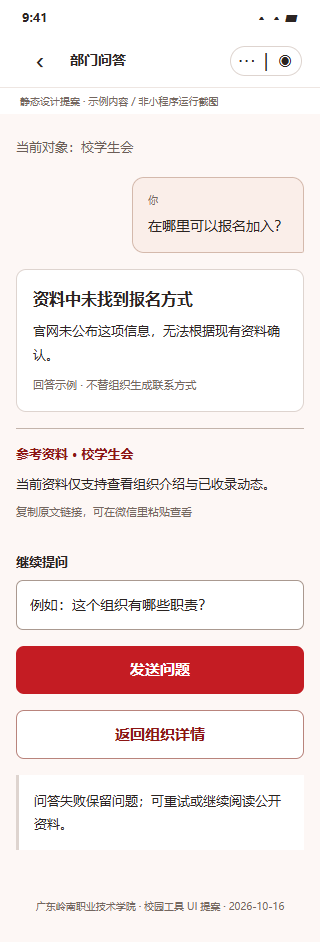 9:41
部门问答
静态设计提案 · 示例内容 / 非小程序运行截图
当前对象：校学生会
你
在哪里可以报名加入？
资料中未找到报名方式
官网未公布这项信息，无法根据现有资料确
认。
回答示例 · 不替组织生成联系方式
参考资料 · 校学生会
当前资料仅支持查看组织介绍与已收录动态。
复制原文链接，可在微信里粘贴查看
继续提问
例如：这个组织有哪些职责？
发送问题
返回组织详情
问答失败保留问题；可重试或继续阅读公开
资料。
广东岭南职业技术学院 · 校园工具 UI 提案 · 2026-10-16